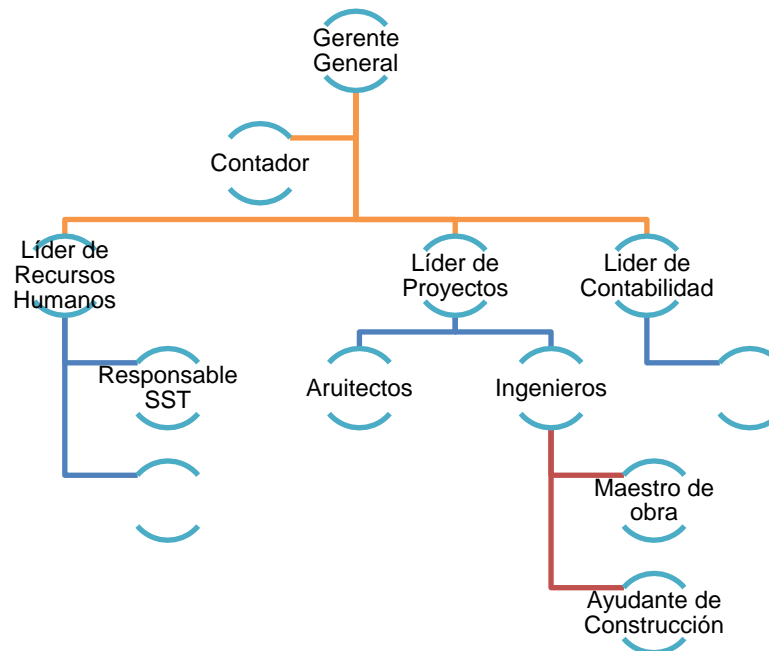 Gerente
General
Contador
Líder de
Recursos
Humanos
Líder de
Proyectos
Lider de
Contabilidad
Responsable
SST
Aruitectos
Ingenieros
Maestro de
obra
Ayudante de
Construcción